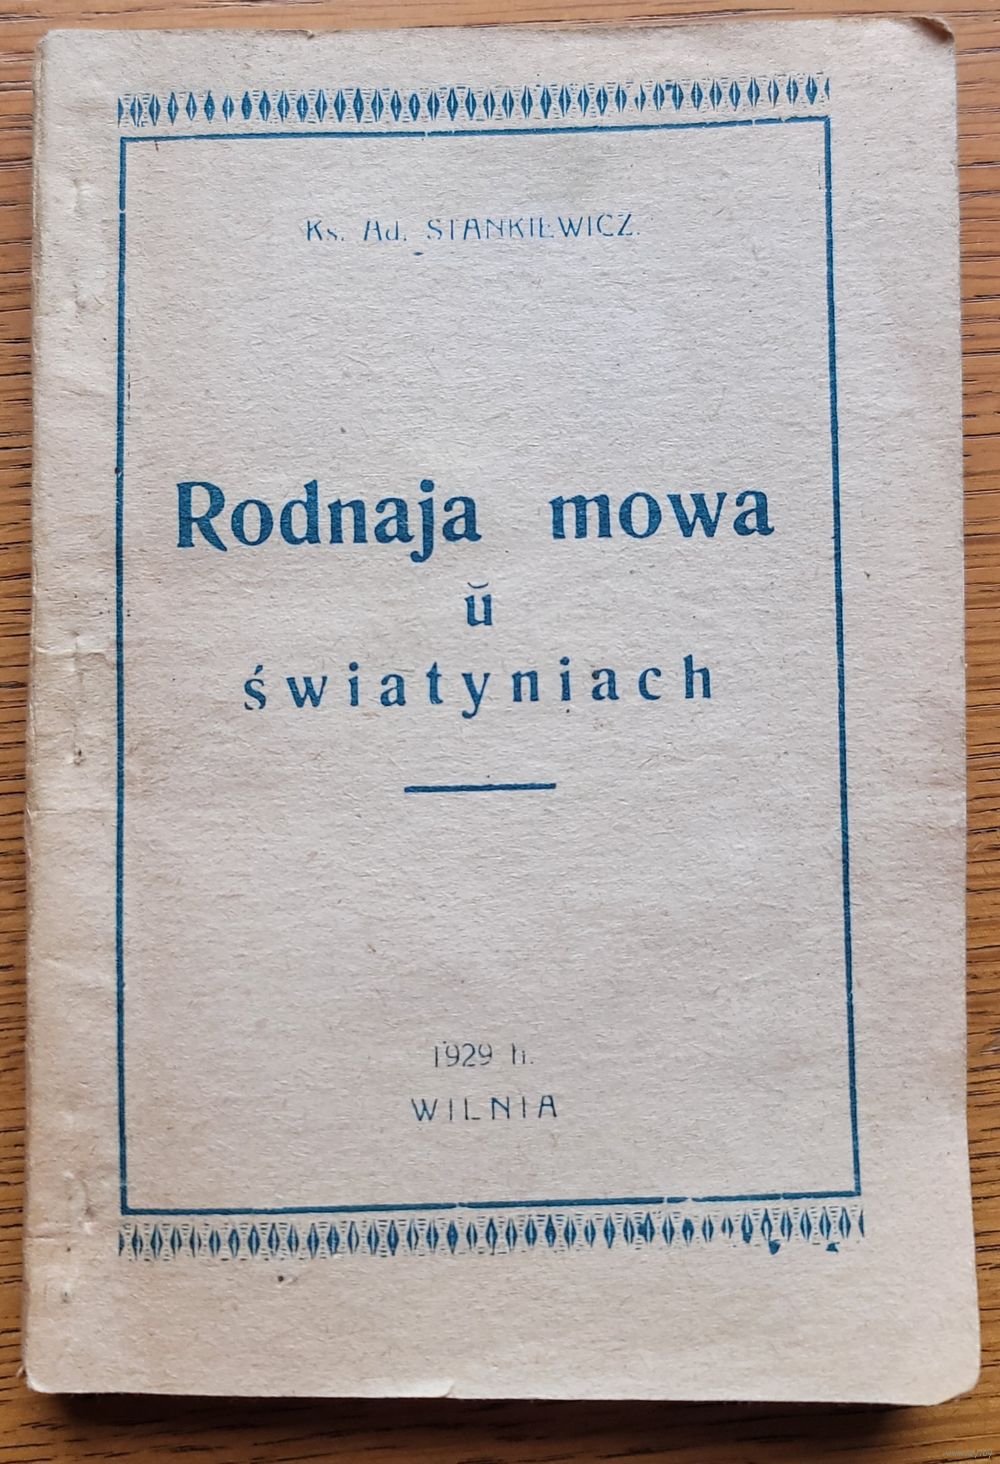 Ks. Ad. STANKIEWICZ.
Rodnaja mowa
ŭ
światyniach
1929 h.
WILNIA